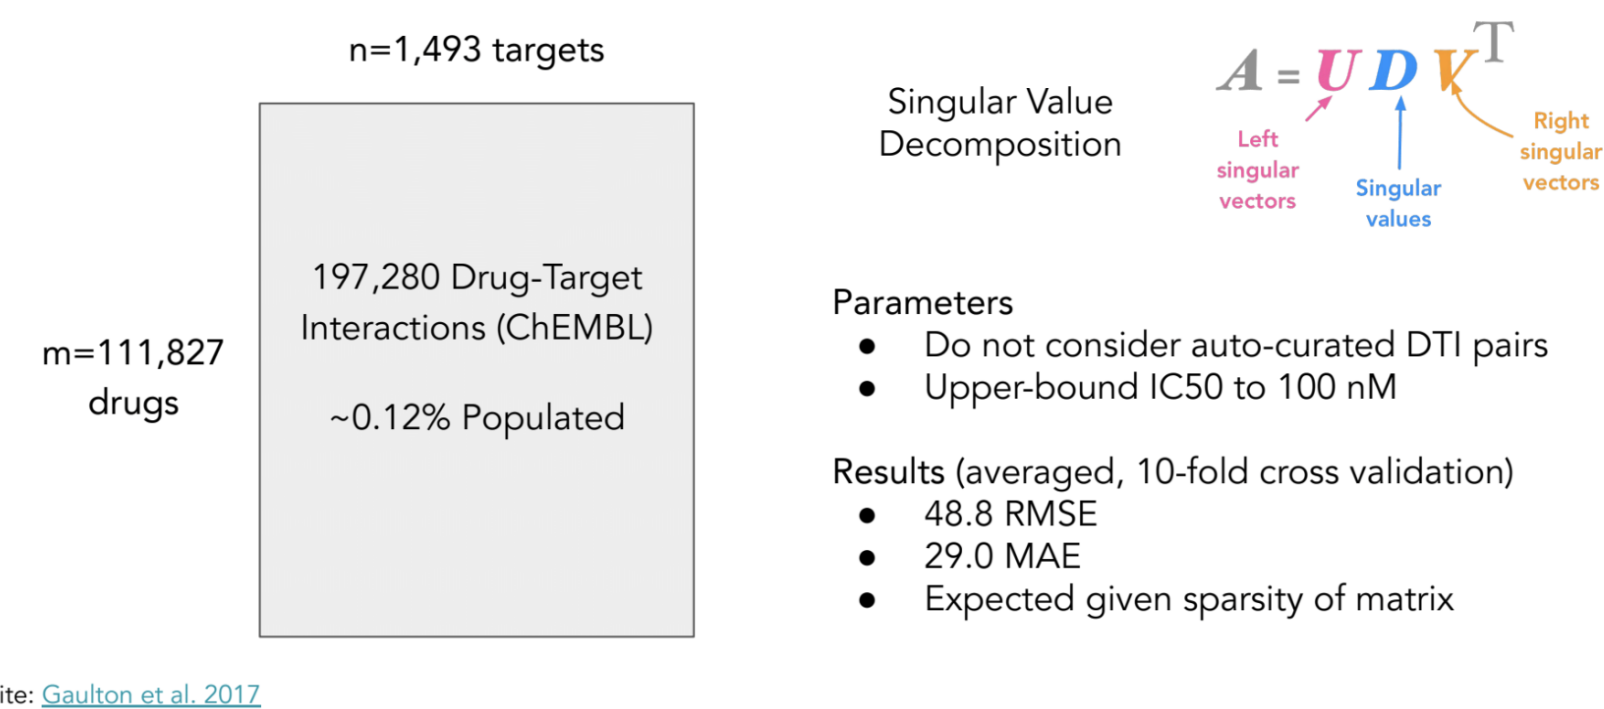 n=1,493 targets
m=111,827
drugs
197,280 Drug-Target
Interactions (ChEMBL)
~0.12% Populated
Singular Value
Decomposition
A = U D V^T
Left
singular
vectors
Singular
values
Right
singular
vectors
Parameters
● Do not consider auto-curated DTI pairs
● Upper-bound IC50 to 100 nM
Results (averaged, 10-fold cross validation)
● 48.8 RMSE
● 29.0 MAE
● Expected given sparsity of matrix
ite: Gaulton et al. 2017